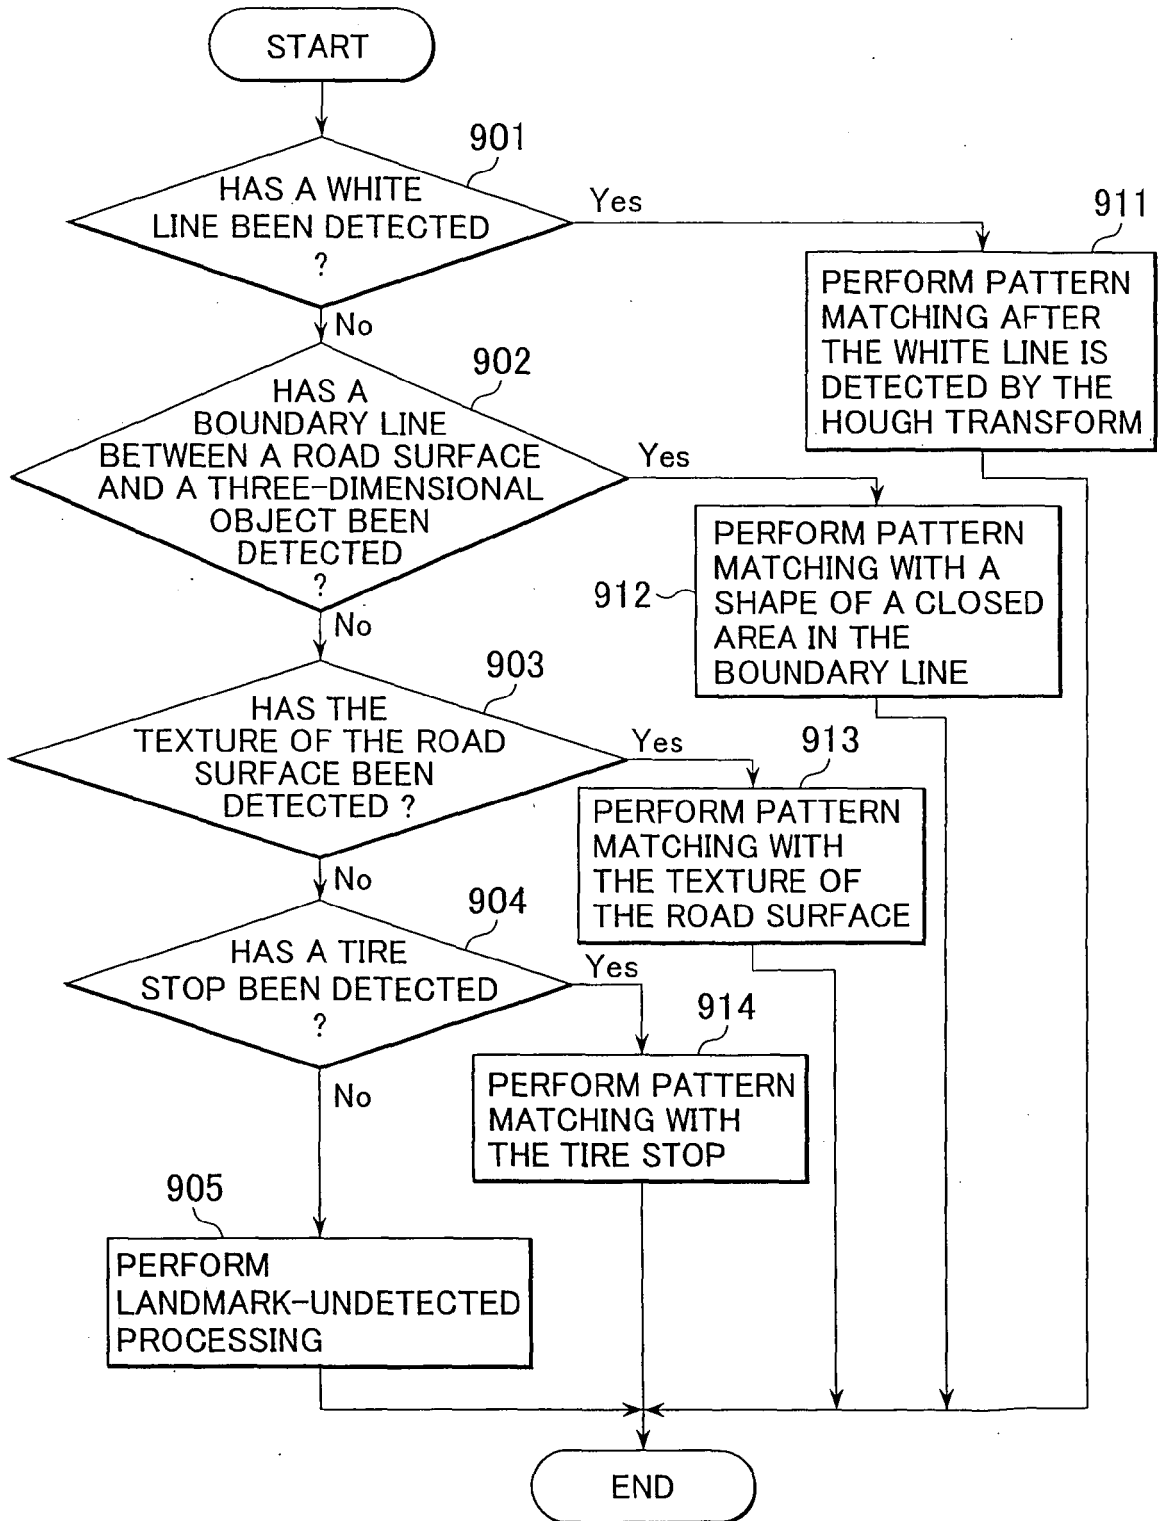 START
901
HAS A WHITE
LINE BEEN DETECTED
?
Yes
911
PERFORM PATTERN
MATCHING AFTER
THE WHITE LINE IS
DETECTED BY THE
HOUGH TRANSFORM
No
902
HAS A
BOUNDARY LINE
BETWEEN A ROAD SURFACE
AND A THREE-DIMENSIONAL
OBJECT BEEN
DETECTED
?
Yes
912
PERFORM PATTERN
MATCHING WITH A
SHAPE OF A CLOSED
AREA IN THE
BOUNDARY LINE
No
903
HAS THE
TEXTURE OF THE ROAD
SURFACE BEEN
DETECTED ?
Yes
913
PERFORM PATTERN
MATCHING WITH
THE TEXTURE OF
THE ROAD SURFACE
No
904
HAS A TIRE
STOP BEEN DETECTED
?
Yes
914
PERFORM PATTERN
MATCHING WITH
THE TIRE STOP
No
905
PERFORM
LANDMARK-UNDETECTED
PROCESSING
END